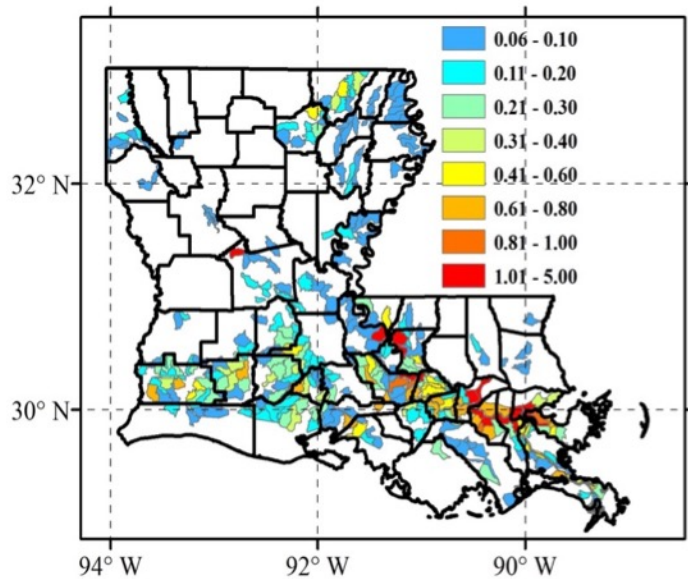 0.06 - 0.10
0.11 - 0.20
0.21 - 0.30
0.31 - 0.40
0.41 - 0.60
0.61 - 0.80
0.81 - 1.00
1.01 - 5.00
32° N
30° N
94° W
92° W
90° W